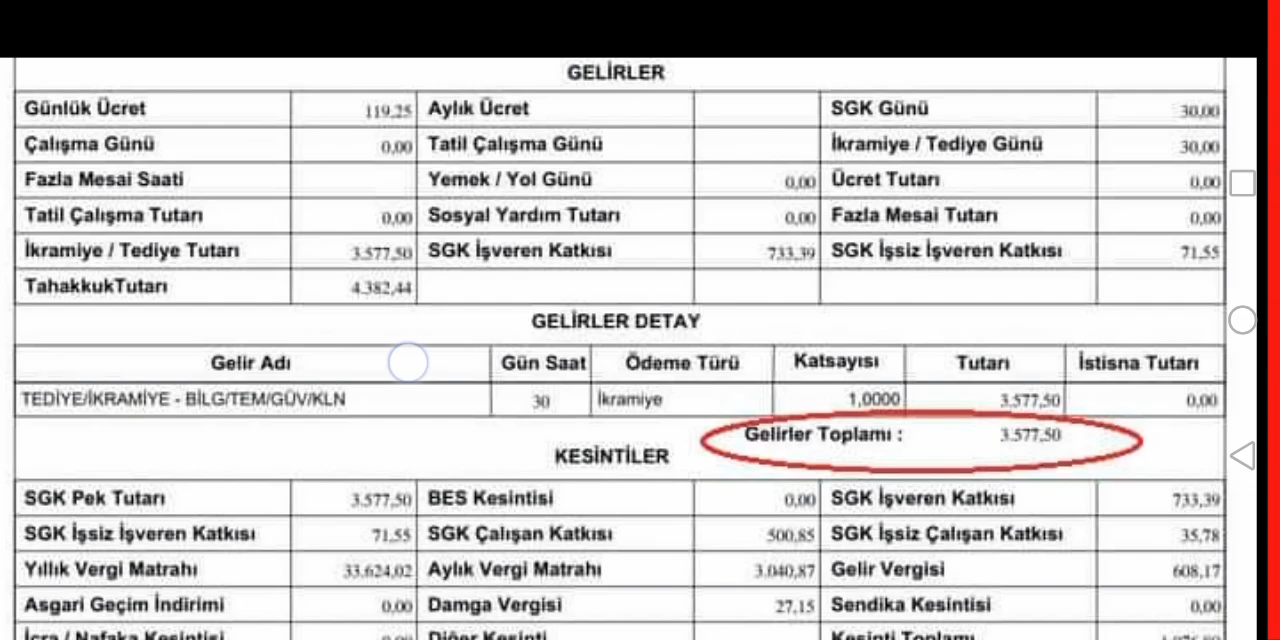 GELİRLER
Günlük Ücret 119,25 Aylık Ücret SGK Günü 30,00
Çalışma Günü 0,00 Tatil Çalışma Günü İkramiye / Tediye Günü 30,00
Fazla Mesai Saati Yemek / Yol Günü 0,00 Ücret Tutarı 0,00
Tatil Çalışma Tutarı 0,00 Sosyal Yardım Tutarı 0,00 Fazla Mesai Tutarı 0,00
İkramiye / Tediye Tutarı 3.577,50 SGK İşveren Katkısı 733,39 SGK İşsiz İşveren Katkısı 71,55
TahakkukTutarı 4.382,44
GELİRLER DETAY
Gelir Adı Gün Saat Ödeme Türü Katsayısı Tutarı İstisna Tutarı
TEDİYE/İKRAMİYE - BİLG/TEM/GÜV/KLN 30 İkramiye 1,0000 3.577,50 0,00
Gelirler Toplamı : 3.577,50
KESİNTİLER
SGK Pek Tutarı 3.577,50 BES Kesintisi 0,00 SGK İşveren Katkısı 733,39
SGK İşsiz İşveren Katkısı 71,55 SGK Çalışan Katkısı 500,85 SGK İşsiz Çalışan Katkısı 35,78
Yıllık Vergi Matrahı 33.624,02 Aylık Vergi Matrahı 3.040,87 Gelir Vergisi 608,17
Asgari Geçim İndirimi 0,00 Damga Vergisi 27,15 Sendika Kesintisi 0,00
İcra / Nafaka Kesintisi Diğer Kesinti Kesinti Toplamı